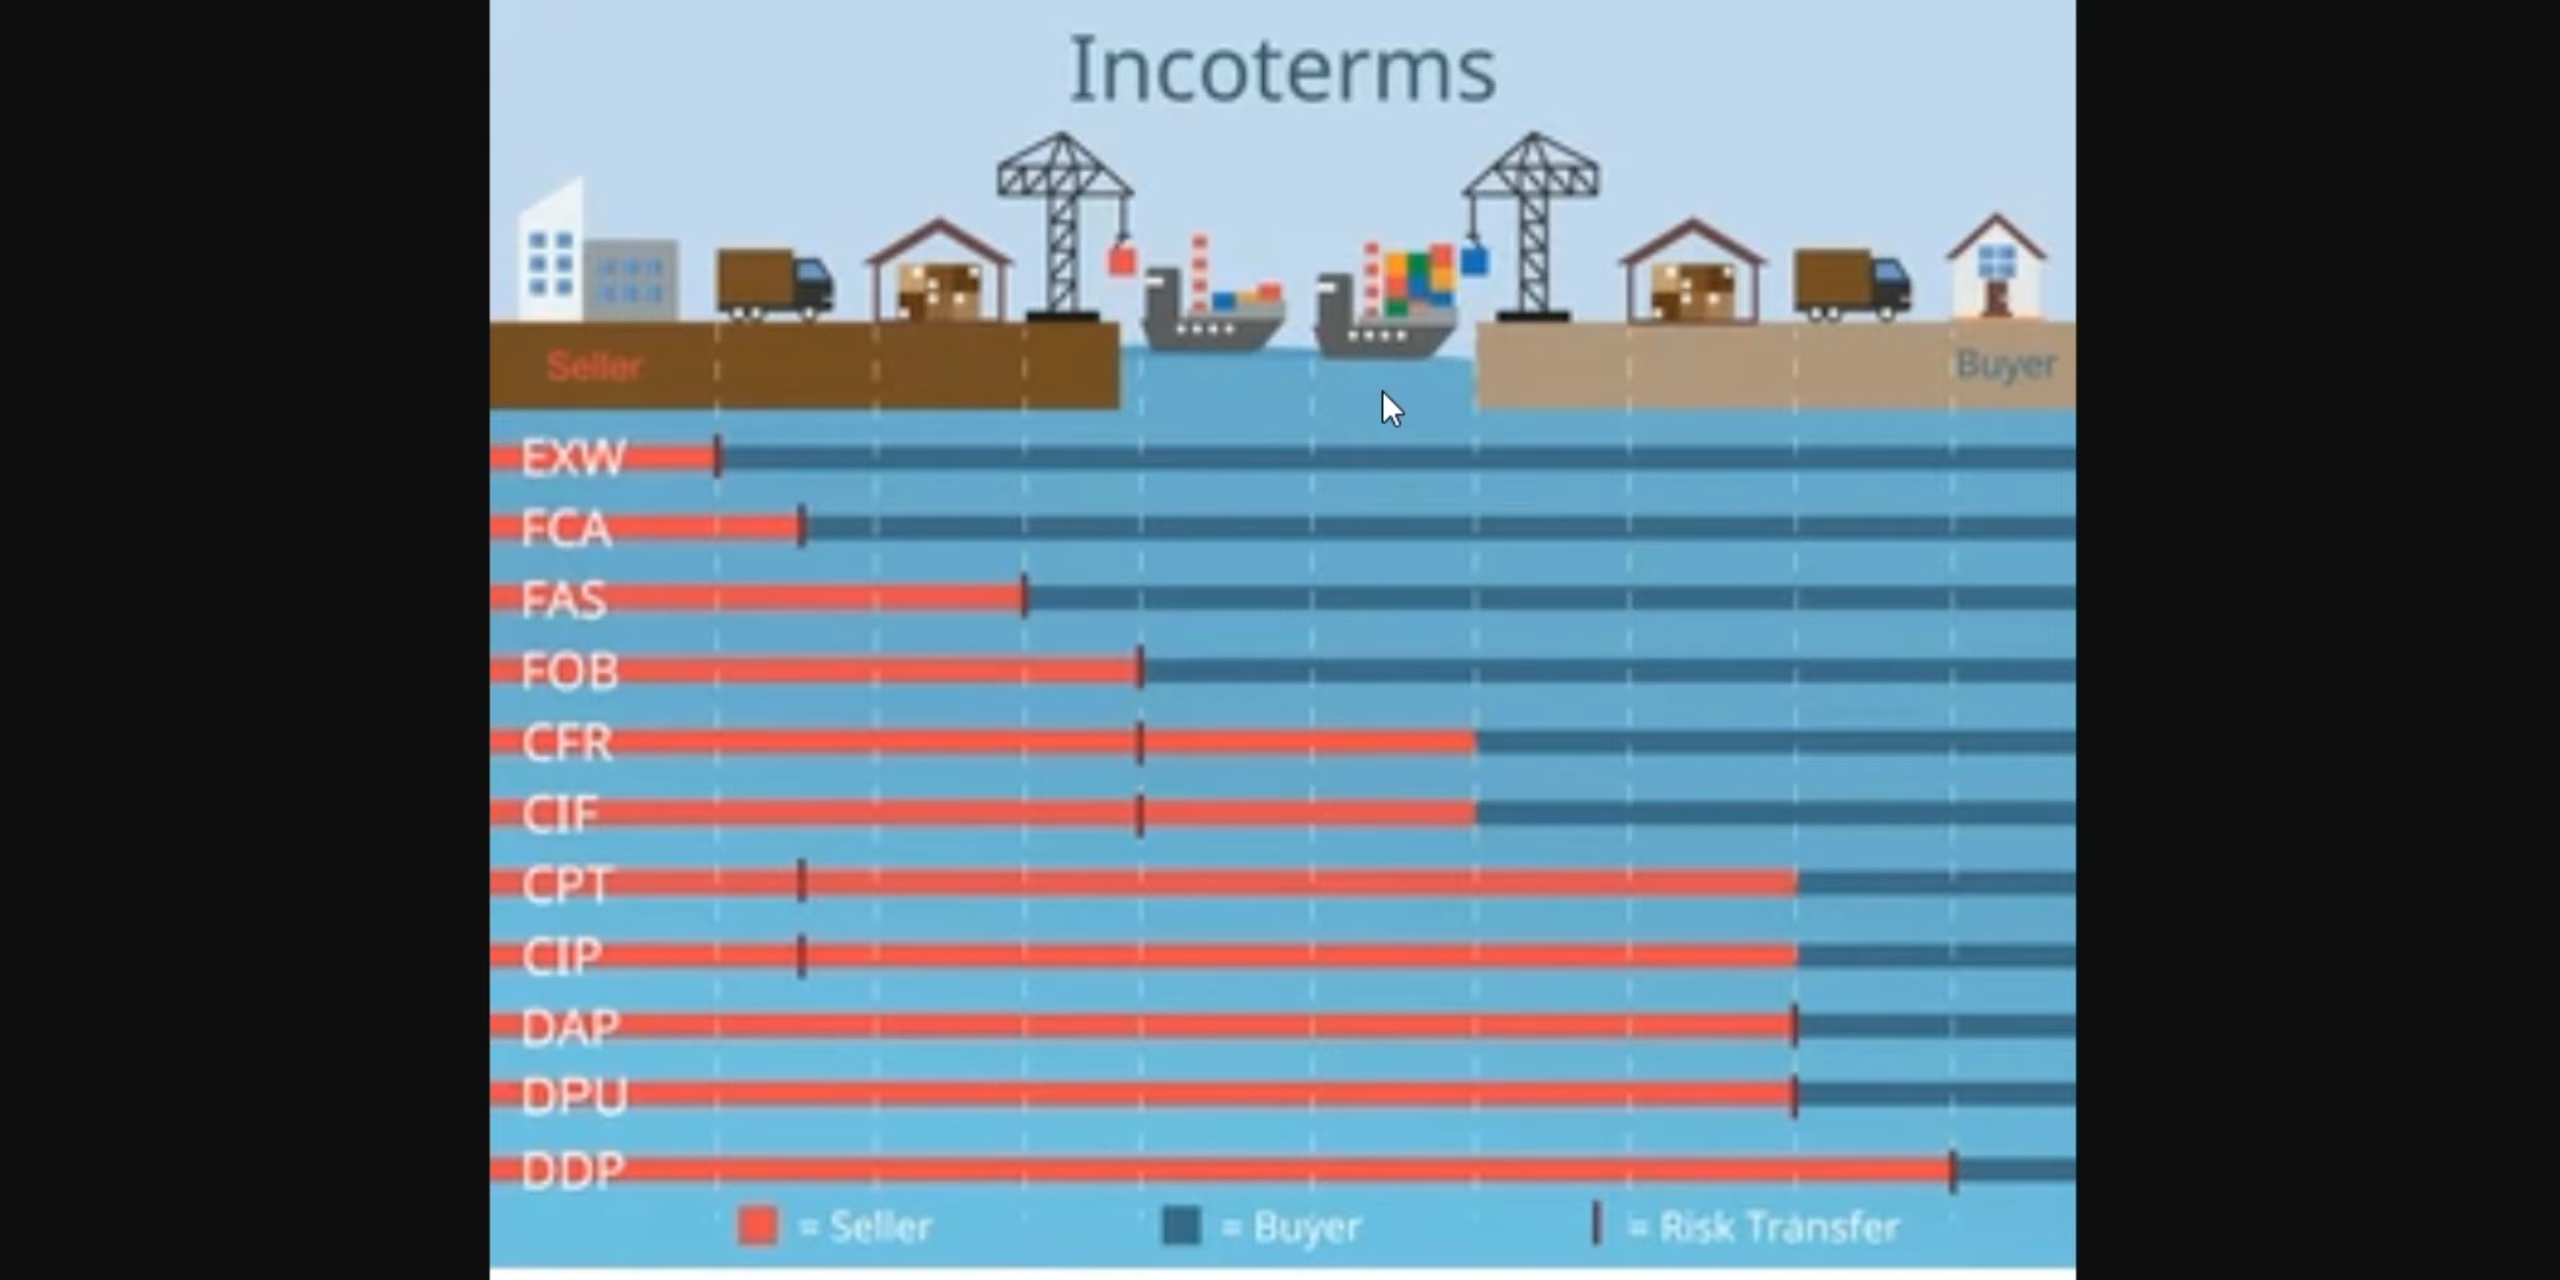 Incoterms
Seller
Buyer
EXW
FCA
FAS
FOB
CFR
CIF
CPT
CIP
DAP
DPU
DDP
= Seller
= Buyer
= Risk Transfer